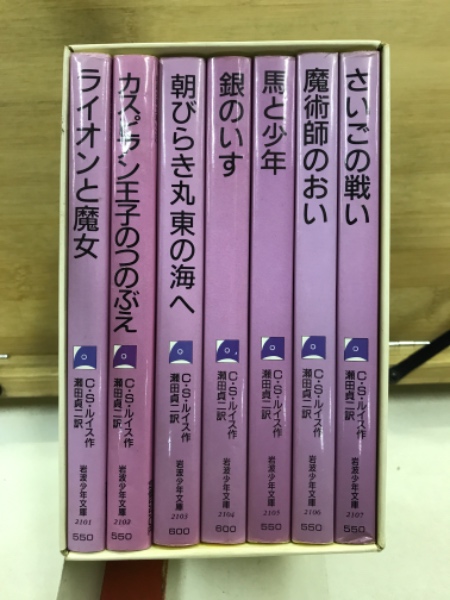 ライオンと魔女
C・S・ルイス作
瀬田貞二訳
岩波少年文庫
2101
550
カスピアン王子のつのぶえ
C・S・ルイス作
瀬田貞二訳
岩波少年文庫
2102
550
朝びらき丸東の海へ
C・S・ルイス作
瀬田貞二訳
岩波少年文庫
2103
600
銀のいす
C・S・ルイス作
瀬田貞二訳
岩波少年文庫
2104
600
馬と少年
C・S・ルイス作
瀬田貞二訳
岩波少年文庫
2105
550
魔術師のおい
C・S・ルイス作
瀬田貞二訳
岩波少年文庫
2106
550
さいごの戦い
C・S・ルイス作
瀬田貞二訳
岩波少年文庫
2107
550